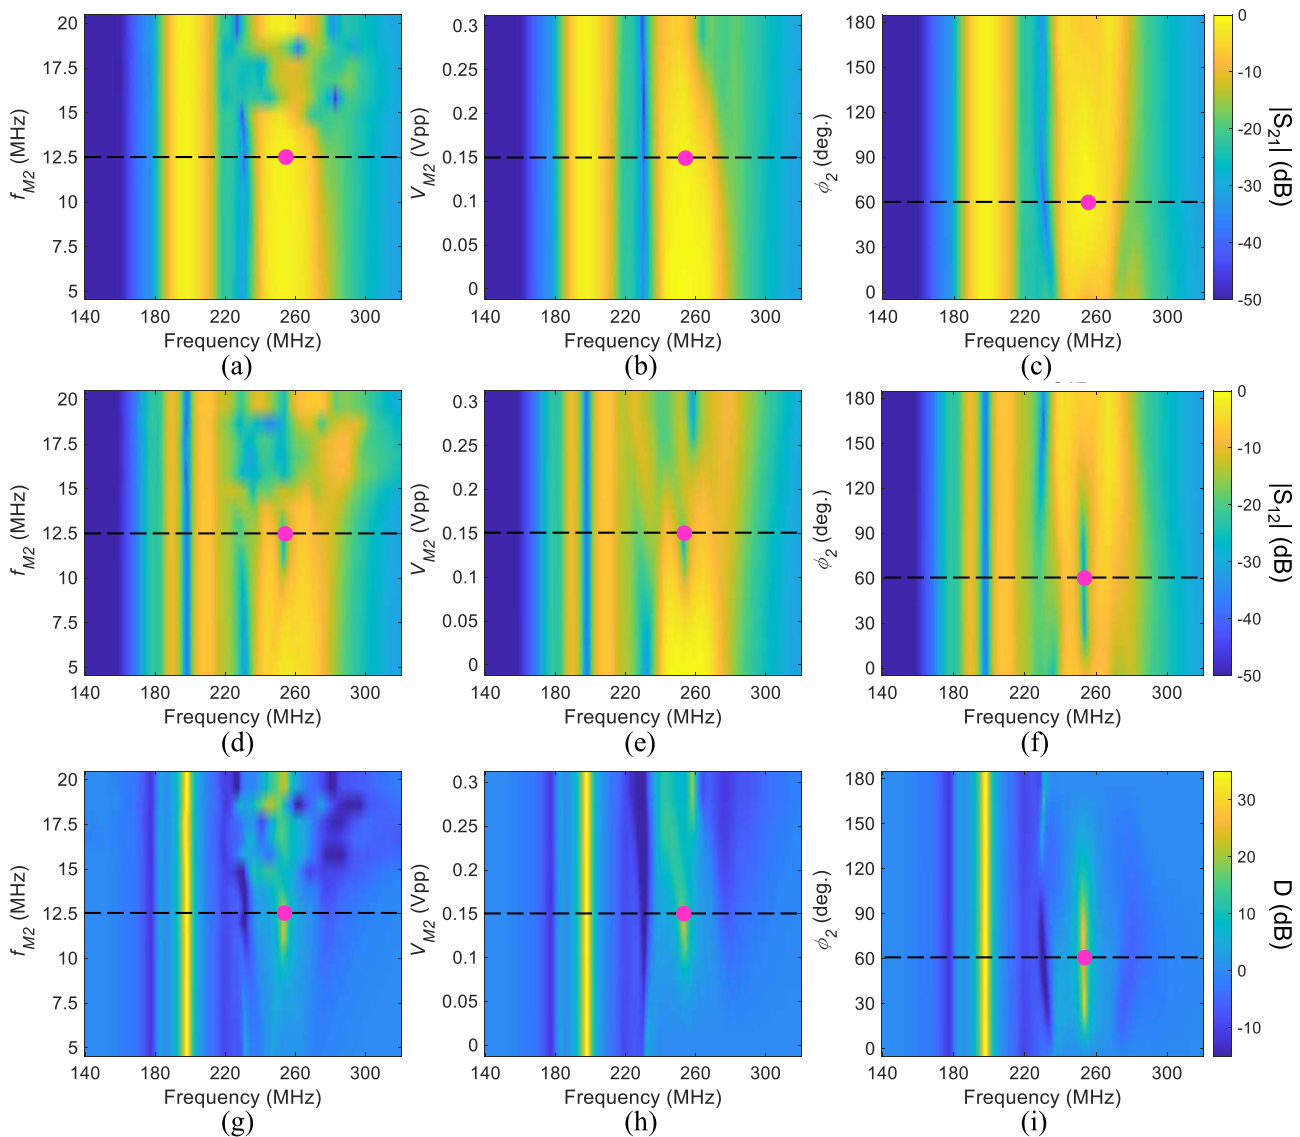 20
17.5
15
12.5
10
7.5
5
f_M2 (MHz)
140 180 220 260 300
Frequency (MHz)
(a)
0.3
0.25
0.2
0.15
0.1
0.05
0
V_M2 (Vpp)
140 180 220 260 300
Frequency (MHz)
(b)
180
150
120
90
60
30
0
ϕ_2 (deg.)
140 180 220 260 300
Frequency (MHz)
(c)
0
-10
-20
-30
-40
-50
|S_21| (dB)
20
17.5
15
12.5
10
7.5
5
f_M2 (MHz)
140 180 220 260 300
Frequency (MHz)
(d)
0.3
0.25
0.2
0.15
0.1
0.05
0
V_M2 (Vpp)
140 180 220 260 300
Frequency (MHz)
(e)
180
150
120
90
60
30
0
ϕ_2 (deg.)
140 180 220 260 300
Frequency (MHz)
(f)
0
-10
-20
-30
-40
-50
|S_12| (dB)
20
17.5
15
12.5
10
7.5
5
f_M2 (MHz)
140 180 220 260 300
Frequency (MHz)
(g)
0.3
0.25
0.2
0.15
0.1
0.05
0
V_M2 (Vpp)
140 180 220 260 300
Frequency (MHz)
(h)
180
150
120
90
60
30
0
ϕ_2 (deg.)
140 180 220 260 300
Frequency (MHz)
(i)
30
20
10
0
-10
D (dB)